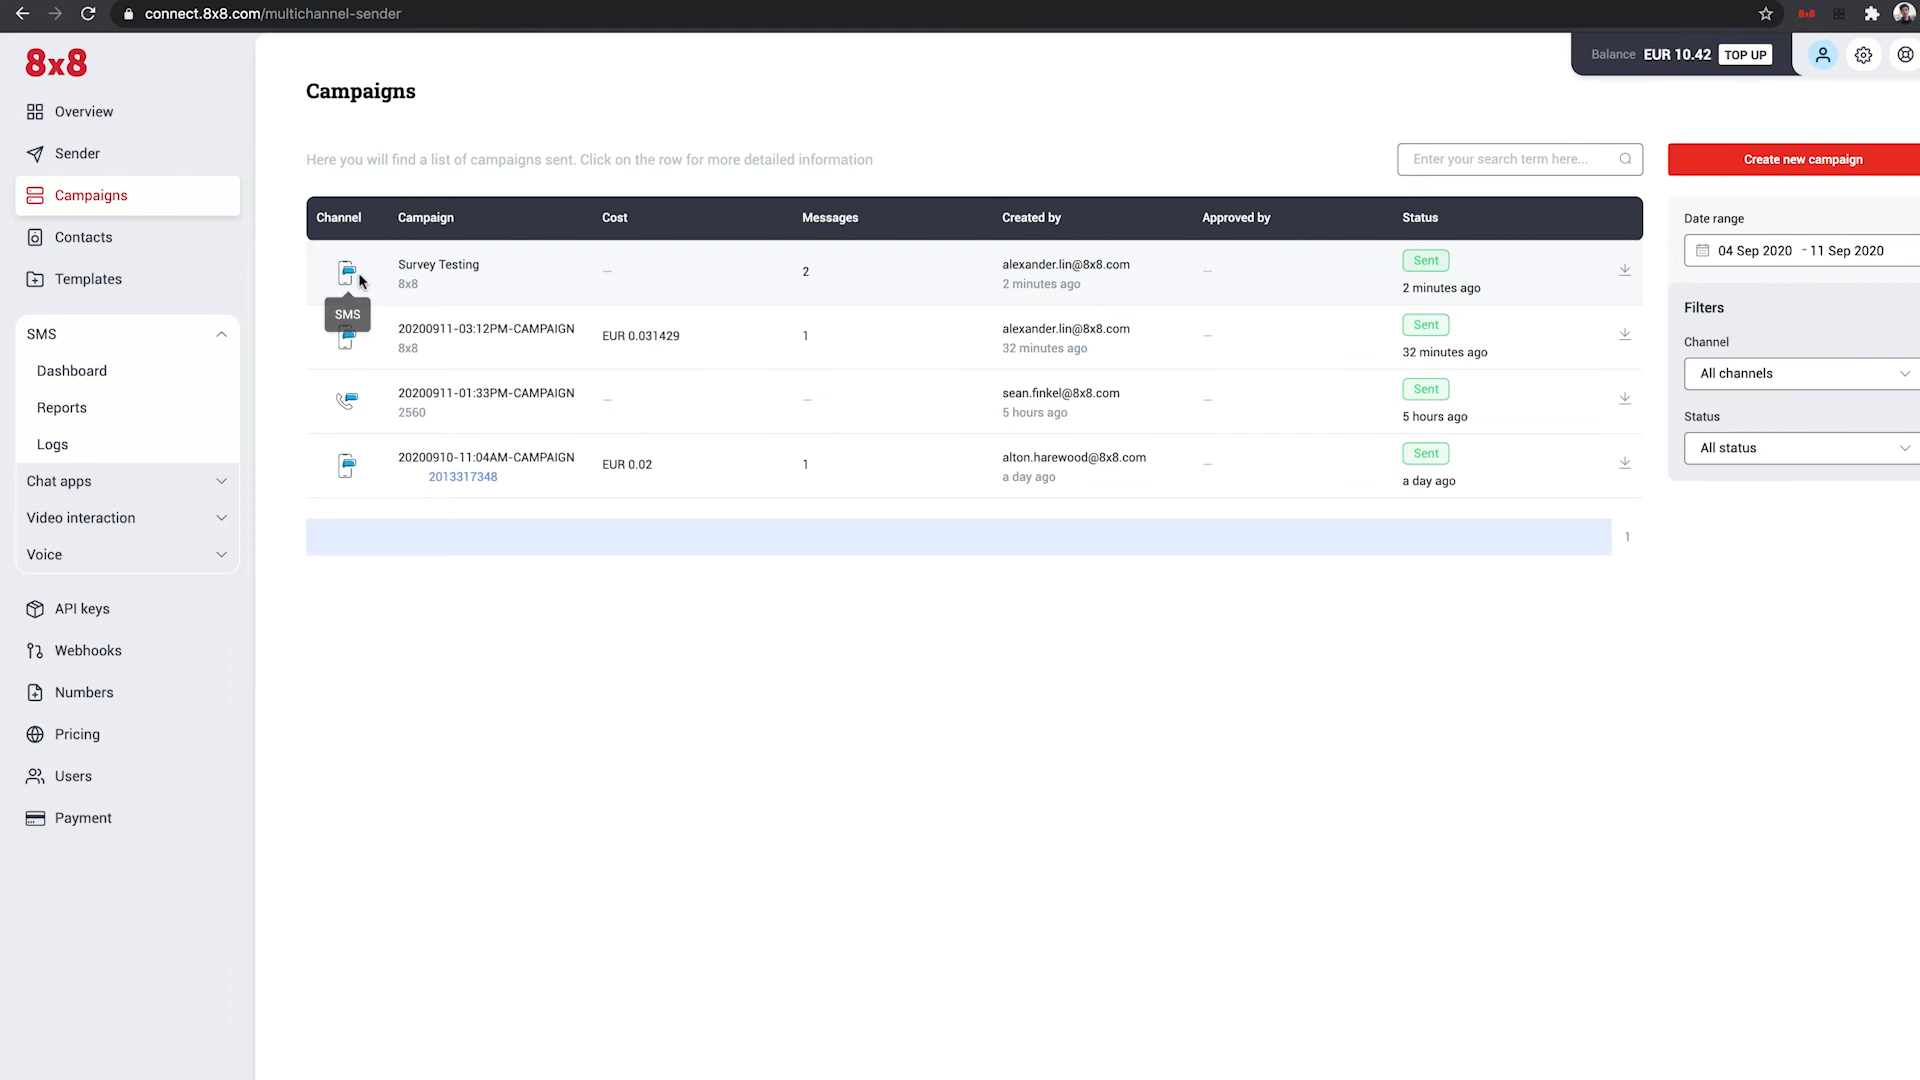 connect.8x8.com/multichannel-sender
8x8
8x8
Balance EUR 10.42 TOP UP
Overview
Sender
Campaigns
Contacts
Templates
SMS
Dashboard
Reports
Logs
Chat apps
Video interaction
Voice
API keys
Webhooks
Numbers
Pricing
Users
Payment
Campaigns
Here you will find a list of campaigns sent. Click on the row for more detailed information
Enter your search term here...
Create new campaign
Channel Campaign Cost Messages Created by Approved by Status
Survey Testing — 2 alexander.lin@8x8.com — Sent
8x8 2 minutes ago 2 minutes ago
SMS
20200911-03:12PM-CAMPAIGN EUR 0.031429 1 alexander.lin@8x8.com — Sent
8x8 32 minutes ago 32 minutes ago
20200911-01:33PM-CAMPAIGN — — sean.finkel@8x8.com — Sent
2560 5 hours ago 5 hours ago
20200910-11:04AM-CAMPAIGN EUR 0.02 1 alton.harewood@8x8.com — Sent
2013317348 a day ago a day ago
1
Date range
04 Sep 2020 - 11 Sep 2020
Filters
Channel
All channels
Status
All status